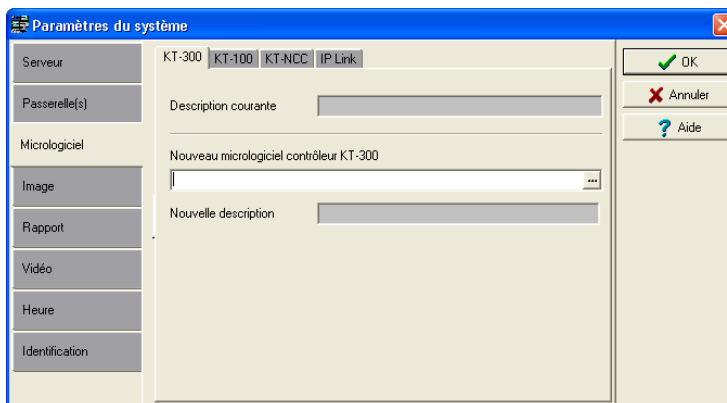 Paramètres du système
Serveur
Passerelle(s)
Micrologiciel
Image
Rapport
Vidéo
Heure
Identification
KT-300 KT-100 KT-NCC IP Link
Description courante
Nouveau micrologiciel contrôleur KT-300
...
Nouvelle description
OK
Annuler
? Aide